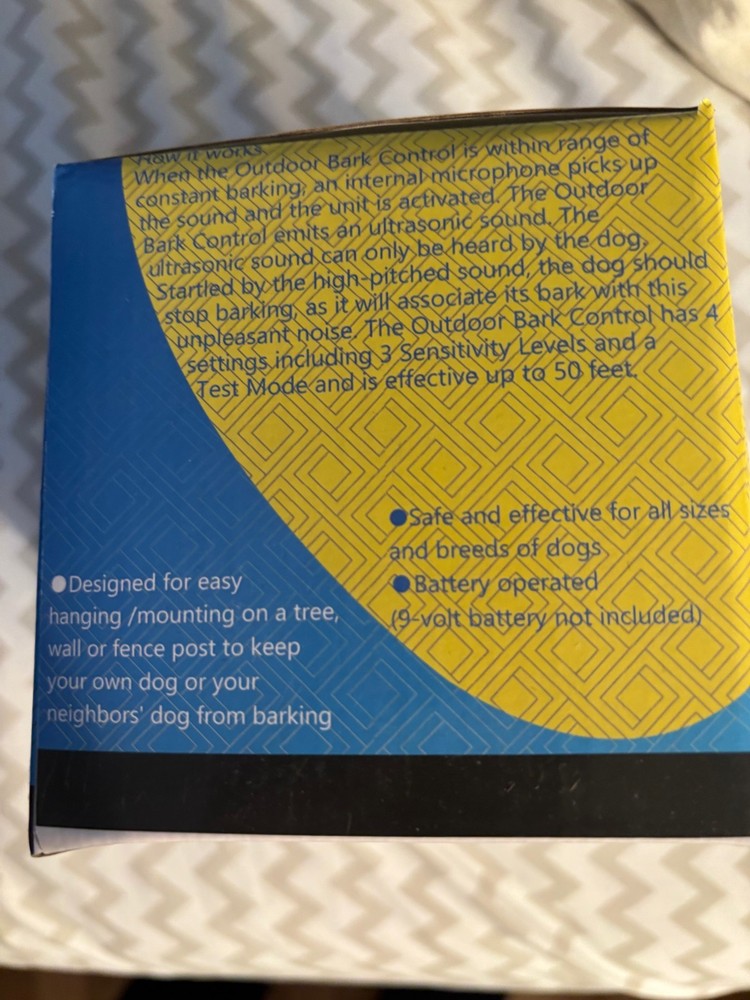 How it works:
When the Outdoor Bark Control is within range of
constant barking, an internal microphone picks up
the sound and the unit is activated. The Outdoor
Bark Control emits an ultrasonic sound. The
ultrasonic sound can only be heard by the dog.
Startled by the high-pitched sound, the dog should
stop barking, as it will associate its bark with this
unpleasant noise. The Outdoor Bark Control has 4
settings including 3 Sensitivity Levels and a
Test Mode and is effective up to 50 feet.
●Safe and effective for all sizes
and breeds of dogs
●Battery operated
(9-volt battery not included)
●Designed for easy
hanging /mounting on a tree,
wall or fence post to keep
your own dog or your
neighbors' dog from barking